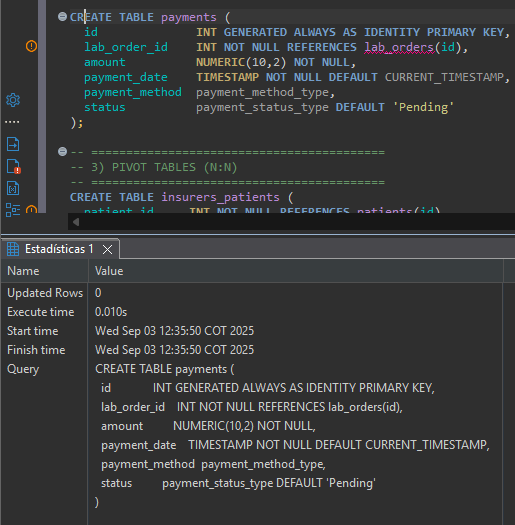 CREATE TABLE payments (
id INT GENERATED ALWAYS AS IDENTITY PRIMARY KEY,
lab_order_id INT NOT NULL REFERENCES lab_orders(id),
amount NUMERIC(10,2) NOT NULL,
payment_date TIMESTAMP NOT NULL DEFAULT CURRENT_TIMESTAMP,
payment_method payment_method_type,
status payment_status_type DEFAULT 'Pending'
);
-- ==========================================
-- 3) PIVOT TABLES (N:N)
-- ==========================================
CREATE TABLE insurers_patients (
patient_id INT NOT NULL REFERENCES patients(id)
Estadísticas 1
Name Value
Updated Rows 0
Execute time 0.010s
Start time Wed Sep 03 12:35:50 COT 2025
Finish time Wed Sep 03 12:35:50 COT 2025
Query CREATE TABLE payments (
id INT GENERATED ALWAYS AS IDENTITY PRIMARY KEY,
lab_order_id INT NOT NULL REFERENCES lab_orders(id),
amount NUMERIC(10,2) NOT NULL,
payment_date TIMESTAMP NOT NULL DEFAULT CURRENT_TIMESTAMP,
payment_method payment_method_type,
status payment_status_type DEFAULT 'Pending'
)